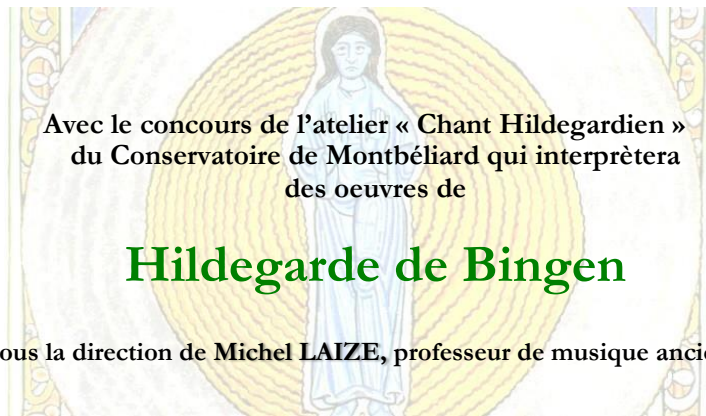 Avec le concours de l’atelier « Chant Hildegardien »
du Conservatoire de Montbéliard qui interprètera
des oeuvres de
Hildegarde de Bingen
ous la direction de Michel LAIZE, professeur de musique anci